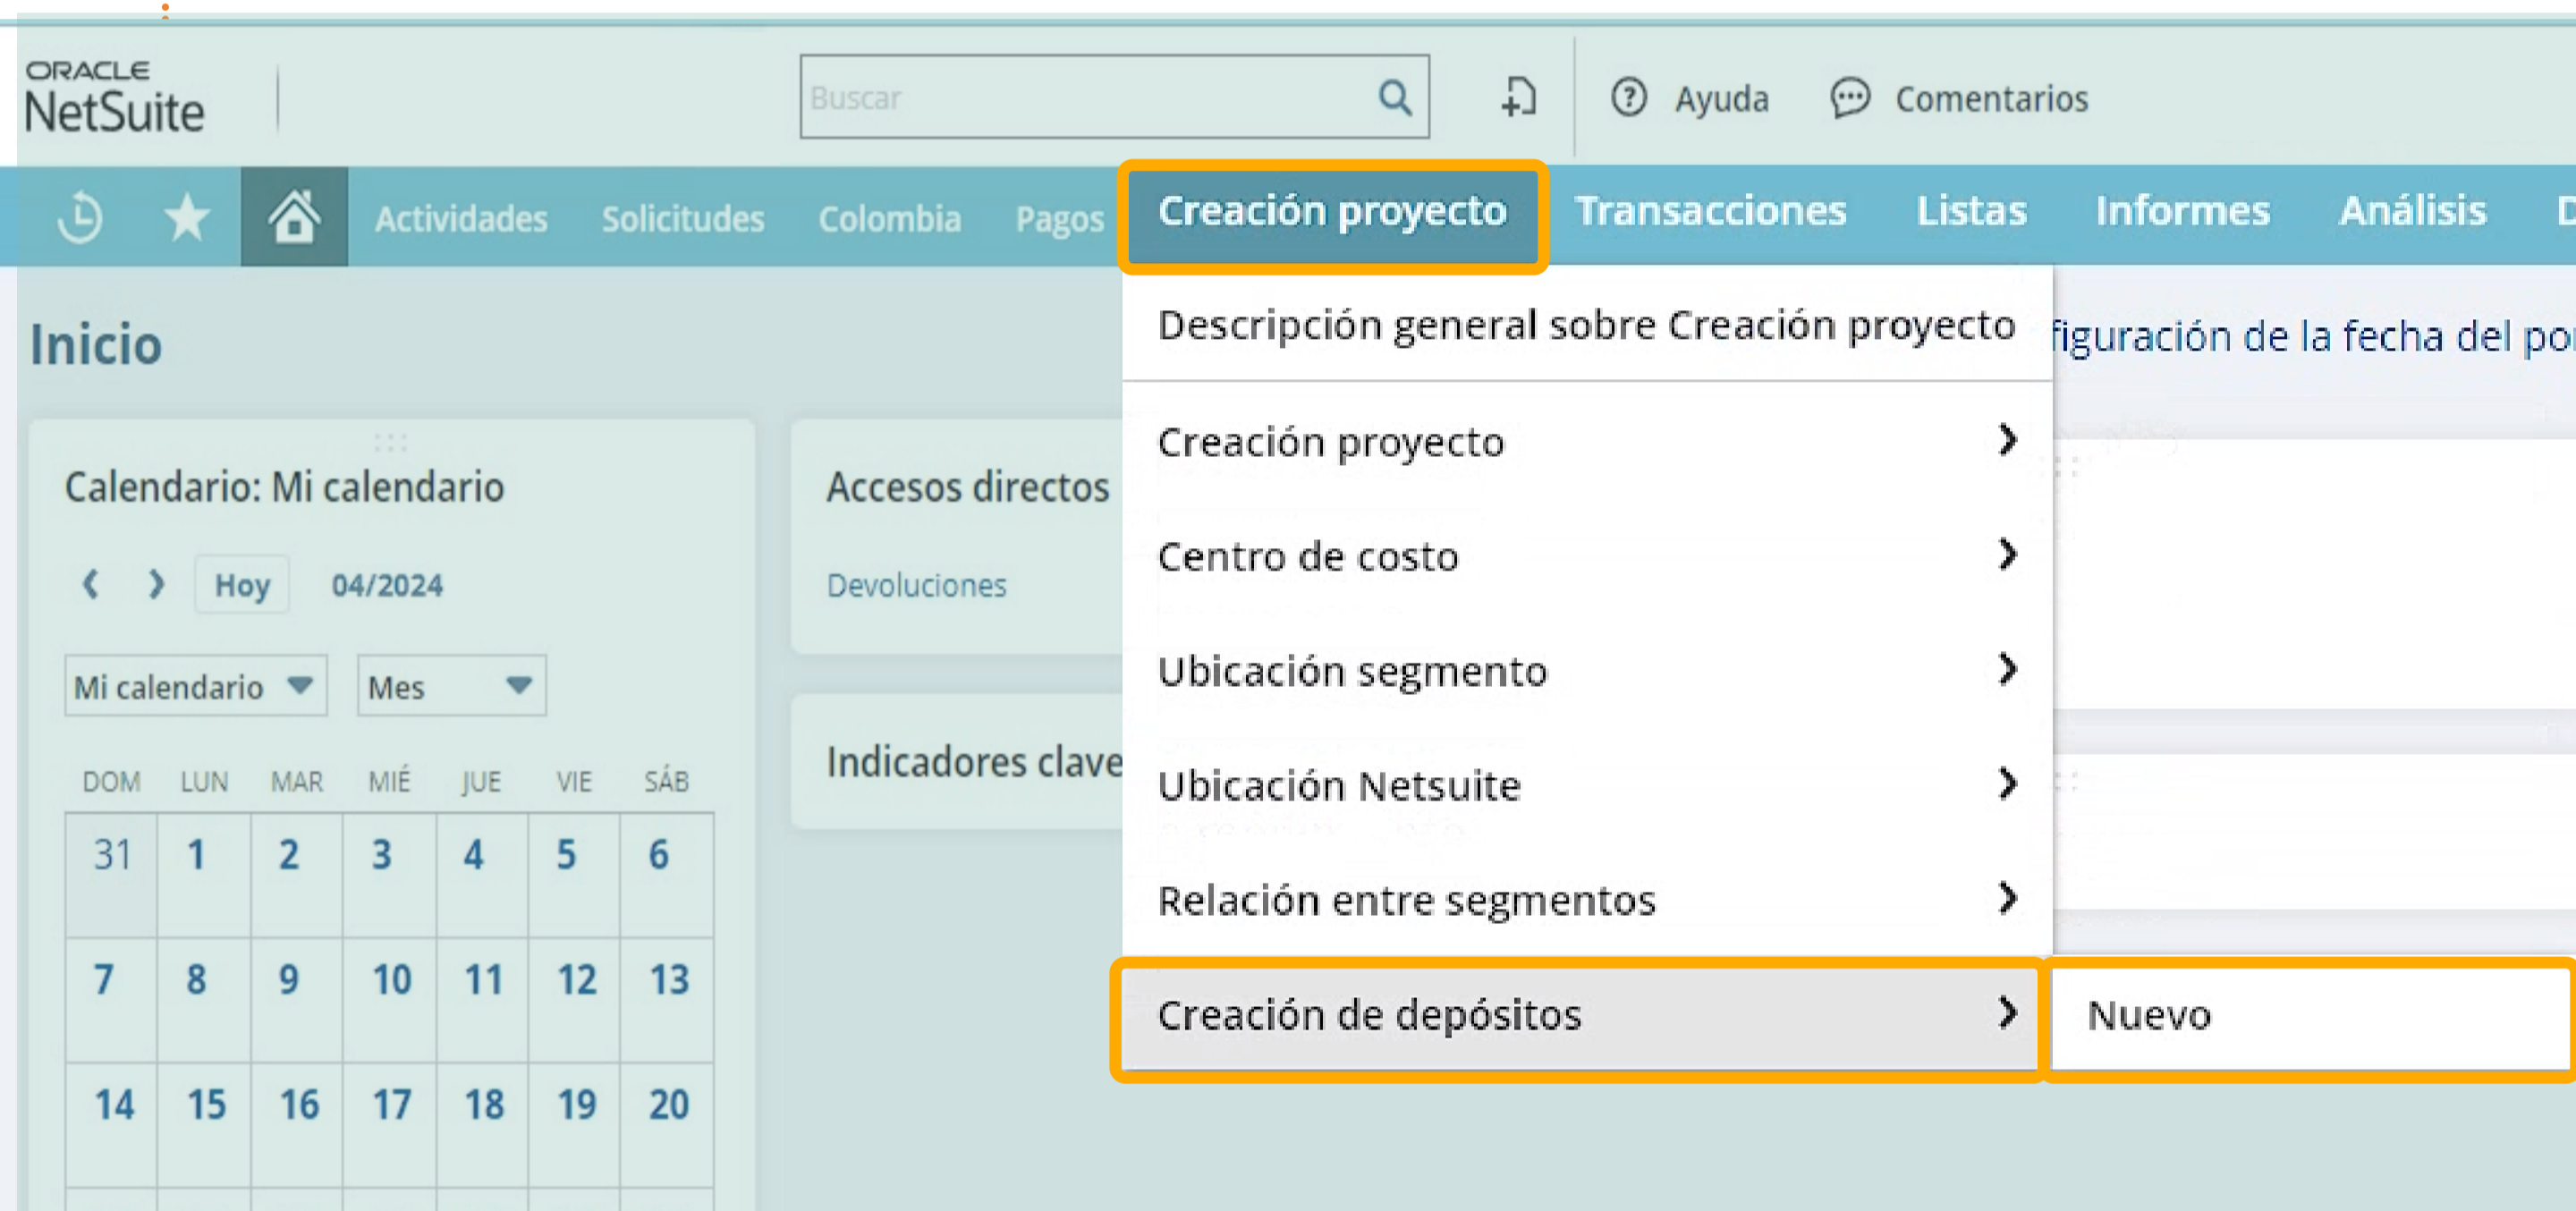 ORACLE
NetSuite
Buscar
Ayuda
Comentarios
Actividades Solicitudes Colombia Pagos Creación proyecto Transacciones Listas Informes Análisis
Inicio
Descripción general sobre Creación proyecto
figuración de la fecha del
Creación proyecto
Centro de costo
Ubicación segmento
Ubicación Netsuite
Relación entre segmentos
Creación de depósitos
Nuevo
Calendario: Mi calendario
Hoy 04/2024
Mi calendario Mes
DOM LUN MAR MIÉ JUE VIE SÁB
31 1 2 3 4 5 6
7 8 9 10 11 12 13
14 15 16 17 18 19 20
Accesos directos
Devoluciones
Indicadores clave